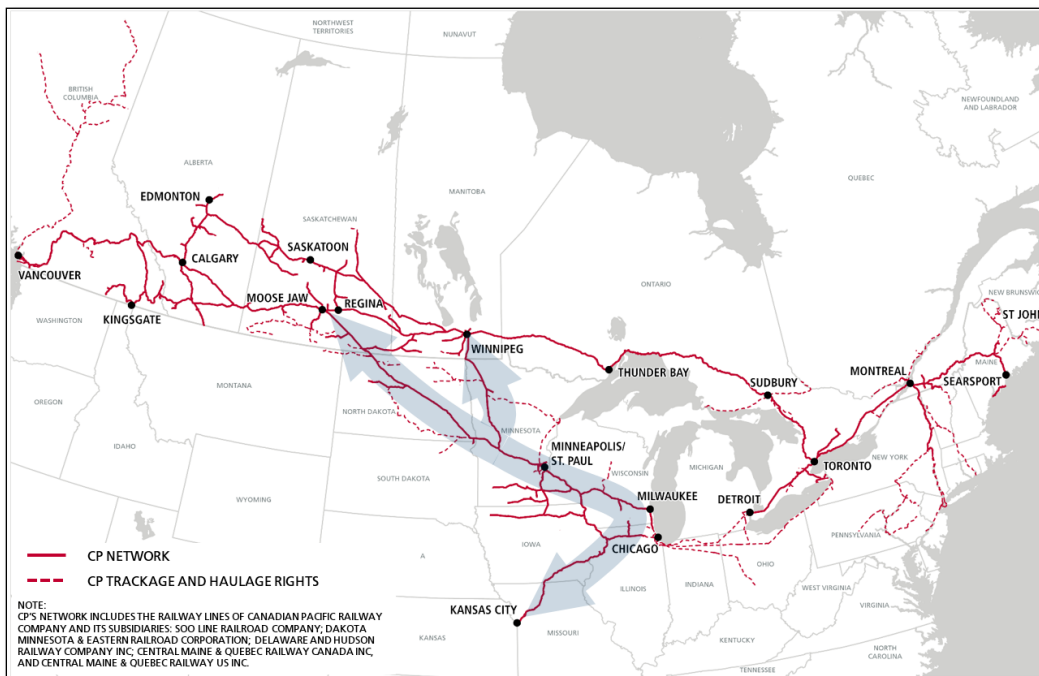 NORTHWEST
TERRITORIES
NUNAVUT
BRITISH
COLUMBIA
NEWFOUNDLAND
AND LABRADOR
ALBERTA
EDMONTON
MANITOBA
QUEBEC
SASKATCHEWAN
SASKATOON
CALGARY
VANCOUVER
ONTARIO
MOOSE JAW
REGINA
NEW BRUNSWICK
KINGSGATE
WASHINGTON
ST JOHN
WINNIPEG
THUNDER BAY
MONTREAL
MAINE
SUDBURY
SEARSPORT
MONTANA
OREGON
NORTH DAKOTA
MINNESOTA
IDAHO
MINNEAPOLIS/
ST. PAUL
WISCONSIN
MICHIGAN
NEW YORK
TORONTO
SOUTH DAKOTA
WYOMING
MILWAUKEE
DETROIT
PENNSYLVANIA
IOWA
CHICAGO
A
OHIO
ILLINOIS
INDIANA
WEST VIRGINIA
VIRGINIA
KANSAS CITY
KANSAS
MISSOURI
KENTUCKY
NORTH
CAROLINA
TENNESSEE
CP NETWORK
CP TRACKAGE AND HAULAGE RIGHTS
NOTE:
CP'S NETWORK INCLUDES THE RAILWAY LINES OF CANADIAN PACIFIC RAILWAY
COMPANY AND ITS SUBSIDIARIES: SOO LINE RAILROAD COMPANY; DAKOTA
MINNESOTA & EASTERN RAILROAD CORPORATION; DELAWARE AND HUDSON
RAILWAY COMPANY INC; CENTRAL MAINE & QUEBEC RAILWAY CANADA INC,
AND CENTRAL MAINE & QUEBEC RAILWAY US INC.